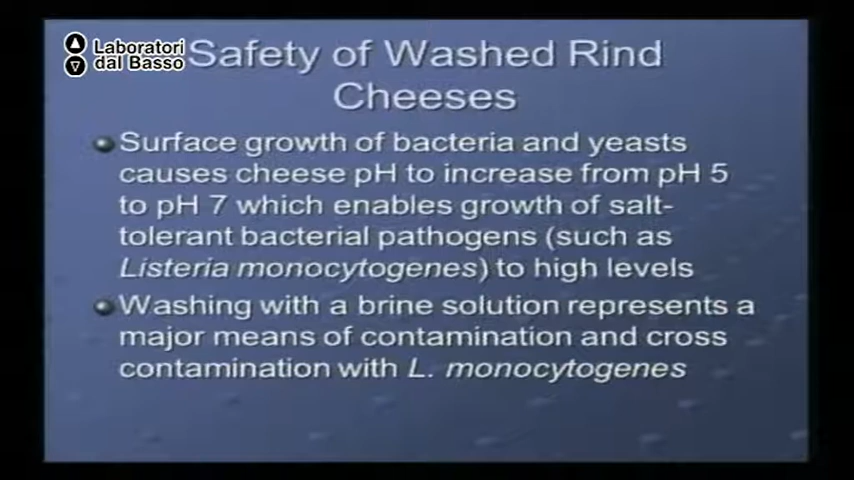 Laboratori
dal Basso
Safety of Washed Rind
Cheeses
Surface growth of bacteria and yeasts
causes cheese pH to increase from pH 5
to pH 7 which enables growth of salt-
tolerant bacterial pathogens (such as
Listeria monocytogenes) to high levels
Washing with a brine solution represents a
major means of contamination and cross
contamination with L. monocytogenes